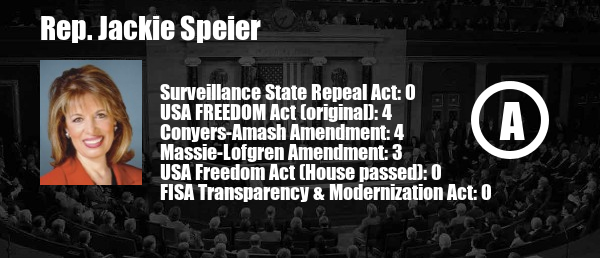 Rep. Jackie Speier
Surveillance State Repeal Act: 0
USA FREEDOM Act (original): 4
Conyers-Amash Amendment: 4
Massie-Lofgren Amendment: 3
USA Freedom Act (House passed): 0
FISA Transparency & Modernization Act: 0
A